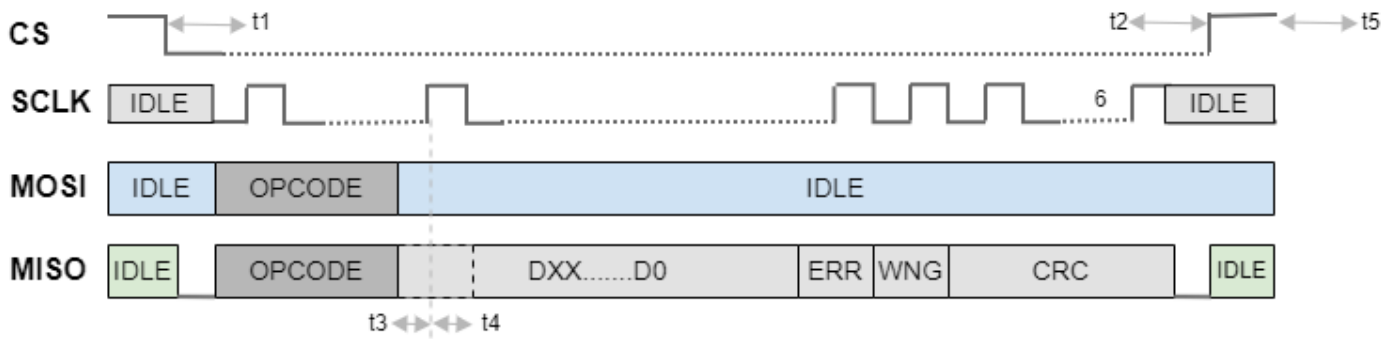 CS t1 t2 t5
SCLK IDLE 6 IDLE
MOSI IDLE OPCODE IDLE
MISO IDLE OPCODE DXX.......D0 ERR WNG CRC IDLE
t3 t4